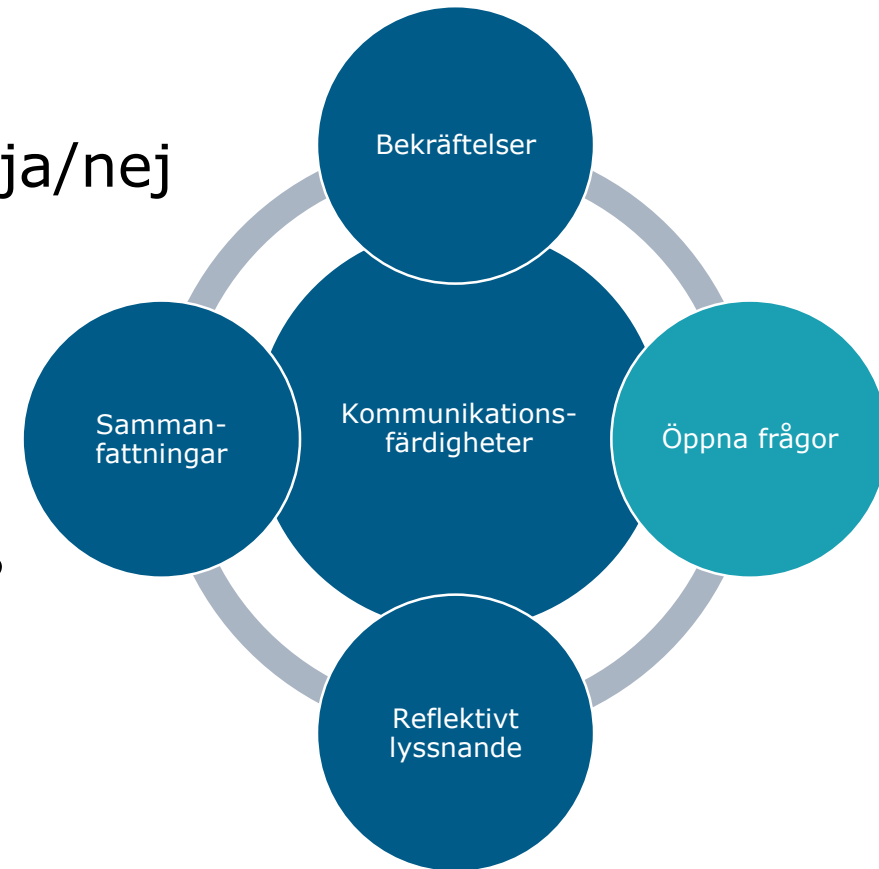 Bekräftelser
ja/nej
Samman-
fattningar
Kommunikations-
färdigheter
Öppna frågor
Reflektivt
lyssnande